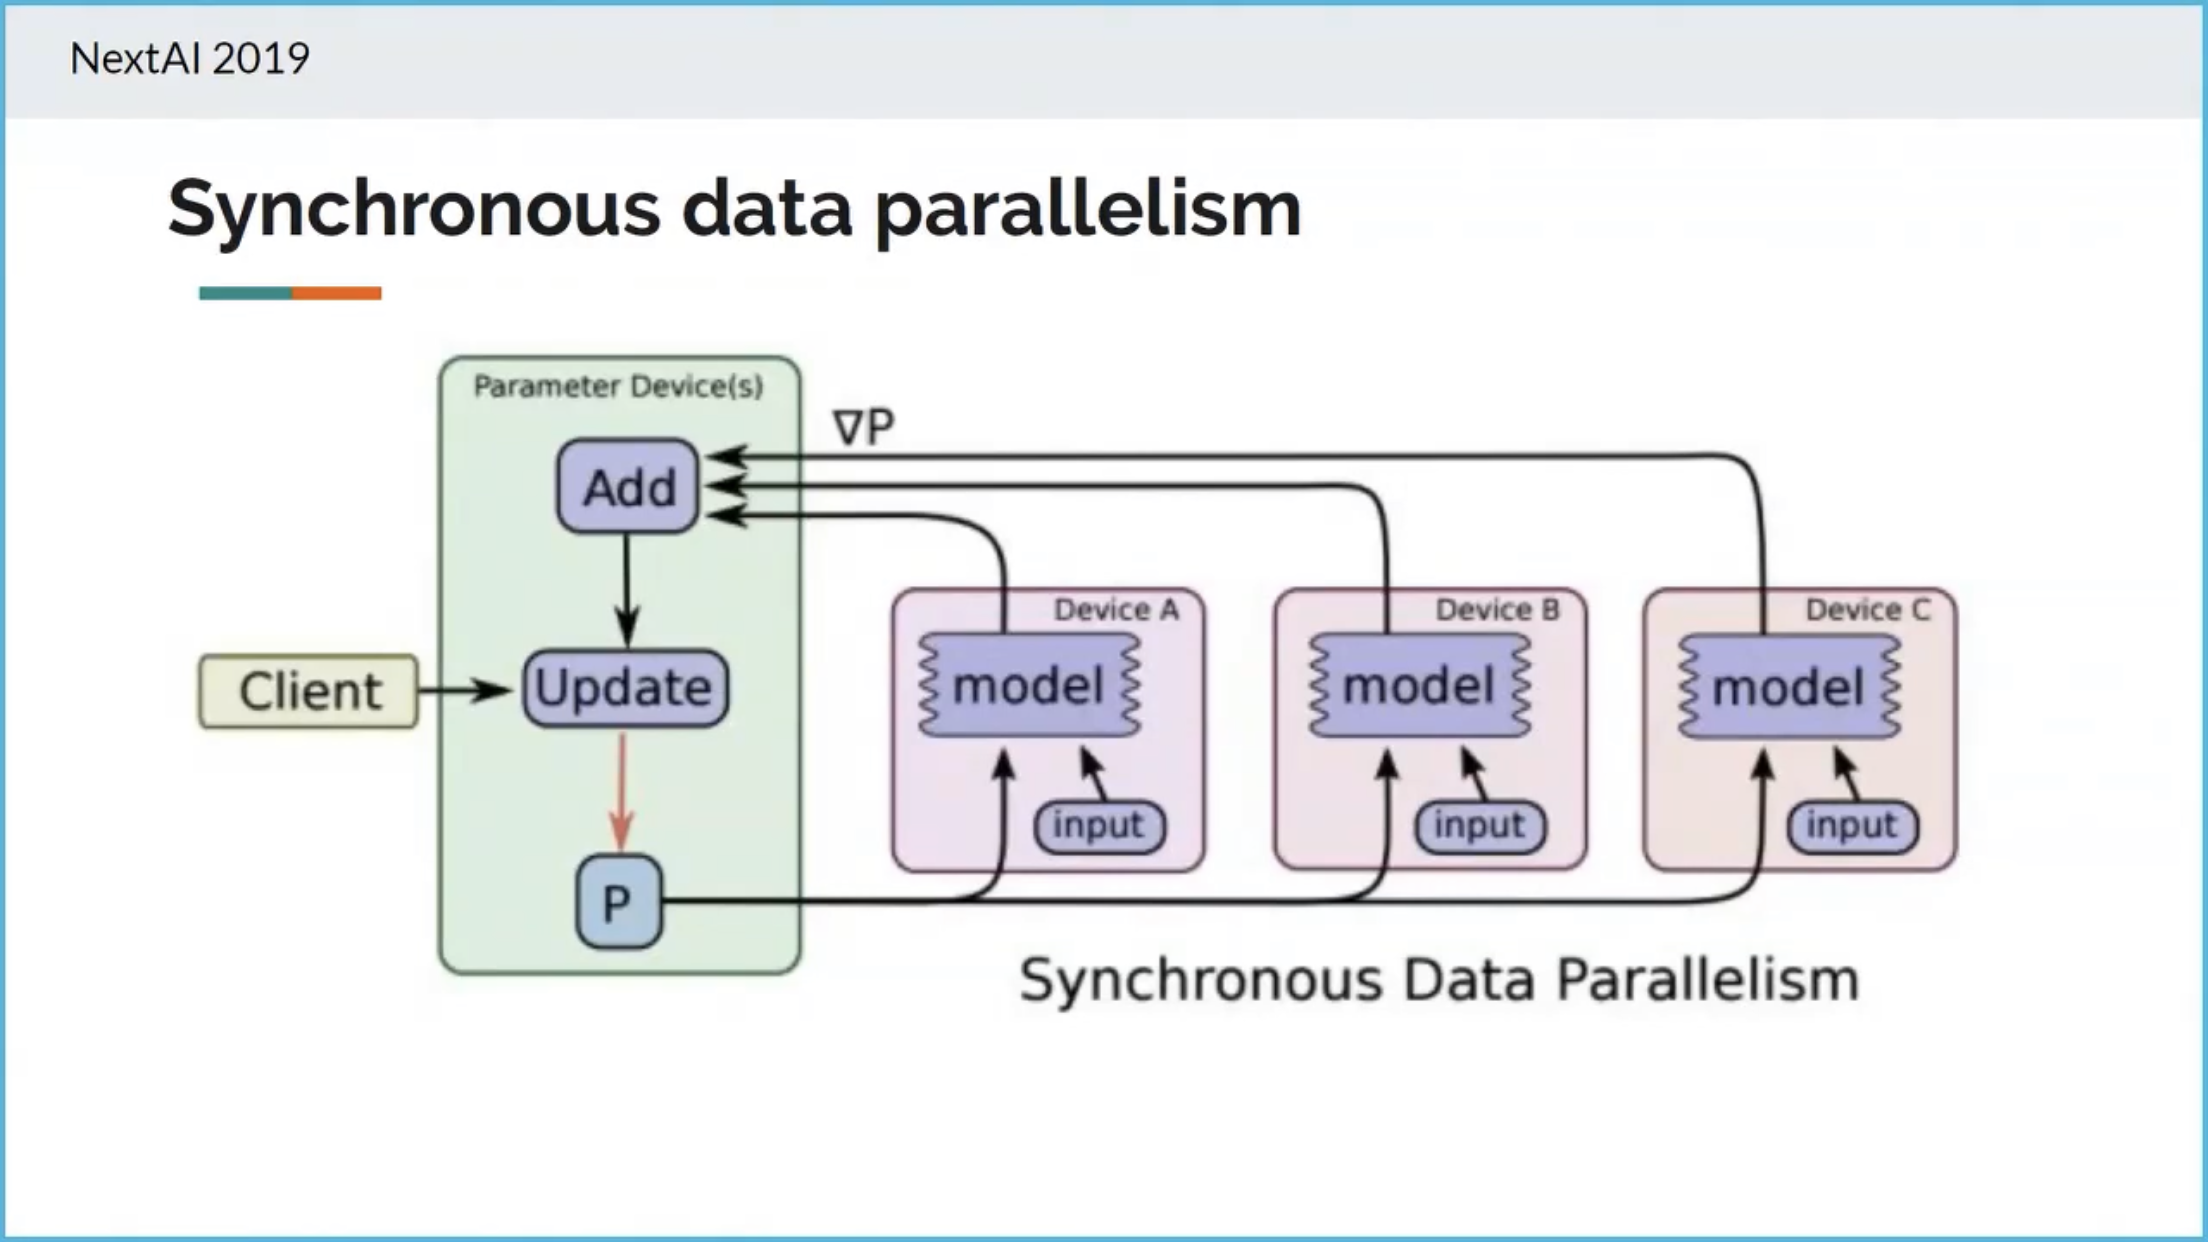 NextAI 2019
Synchronous data parallelism
Parameter Device(s)
∇P
Add
Device A
Device B
Device C
Client
Update
model
model
model
input
input
input
P
Synchronous Data Parallelism